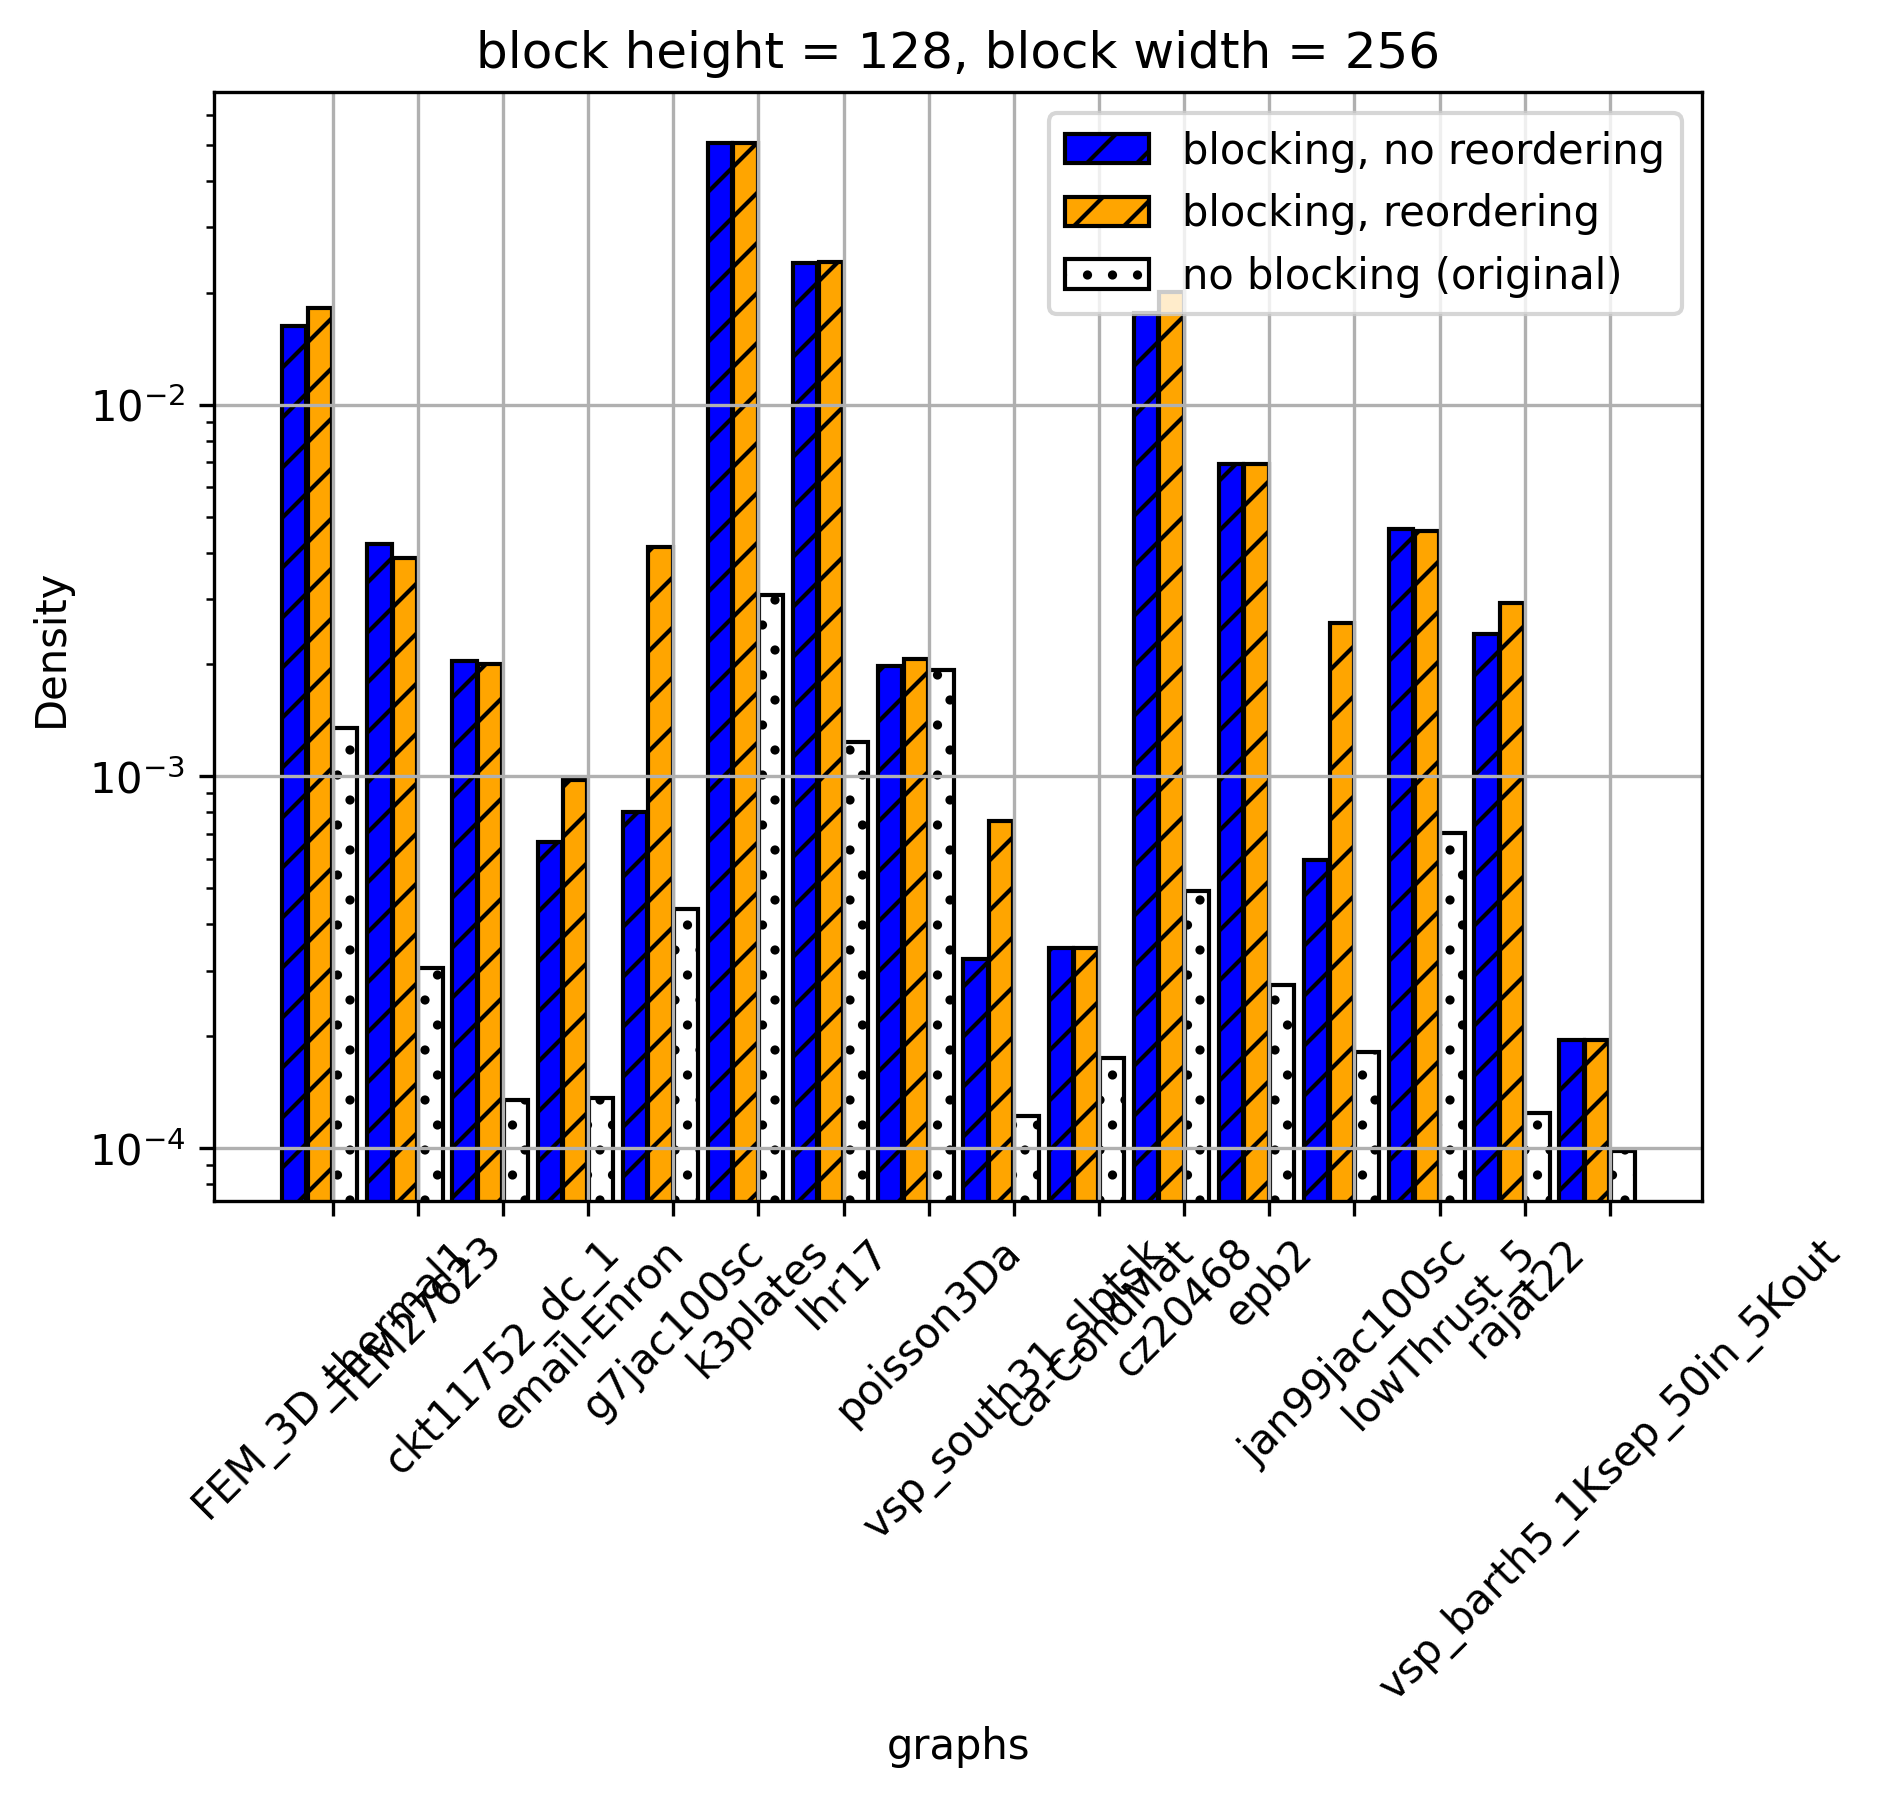 block height = 128, block width = 256
blocking, no reordering
blocking, reordering
no blocking (original)
Density
10⁻²
10⁻³
10⁻⁴
FEM_3D_thermal1
FEM27623
ckt11752_dc_1
email-Enron
g7jac100sc
k3plates
lhr17
poisson3Da
vsp_south31_slptsk
ca-CondMat
cz20468
epb2
jan99jac100sc
lowThrust_5
rajat22
vsp_barth5_1Ksep_50in_5Kout
graphs